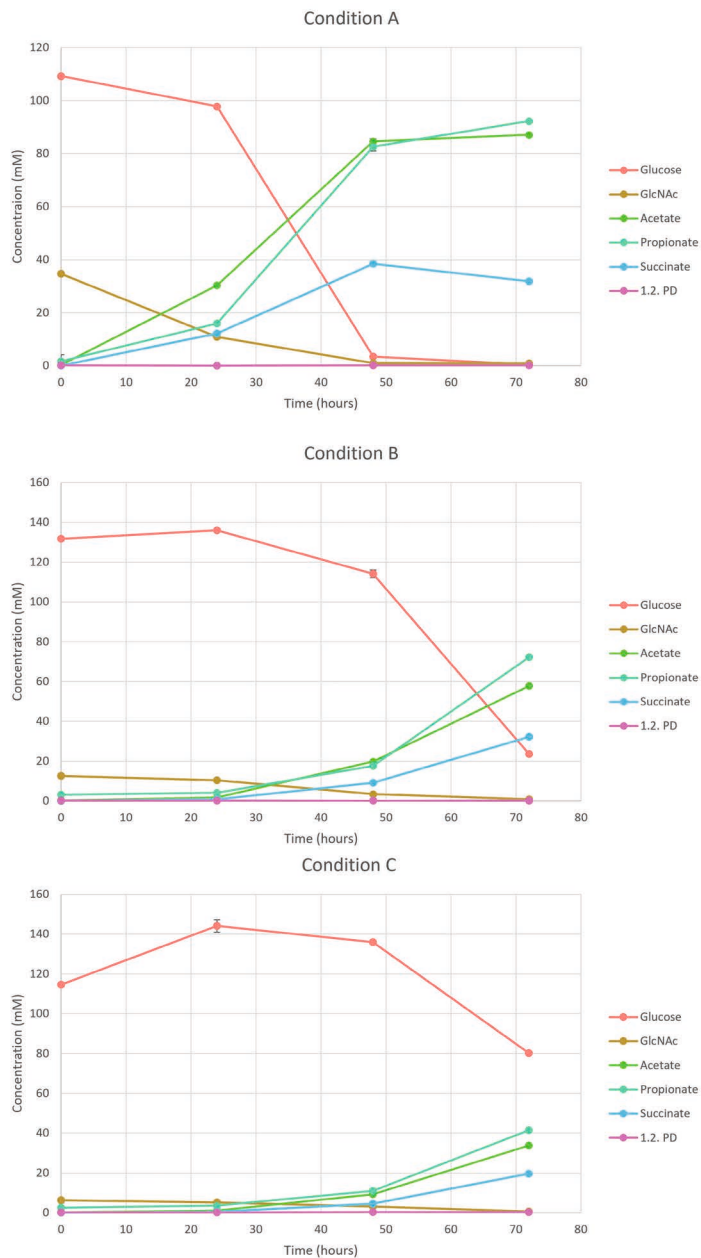 Condition A
Concentraion (mM)
120
100
80
60
40
20
0
0 10 20 30 40 50 60 70 80
Time (hours)
Glucose
GlcNAc
Acetate
Propionate
Succinate
1.2. PD
Condition B
Concentration (mM)
160
140
120
100
80
60
40
20
0
0 10 20 30 40 50 60 70 80
Time (hours)
Glucose
GlcNAc
Acetate
Propionate
Succinate
1.2. PD
Condition C
Concentration (mM)
160
140
120
100
80
60
40
20
0
0 10 20 30 40 50 60 70 80
Time (hours)
Glucose
GlcNAc
Acetate
Propionate
Succinate
1.2. PD